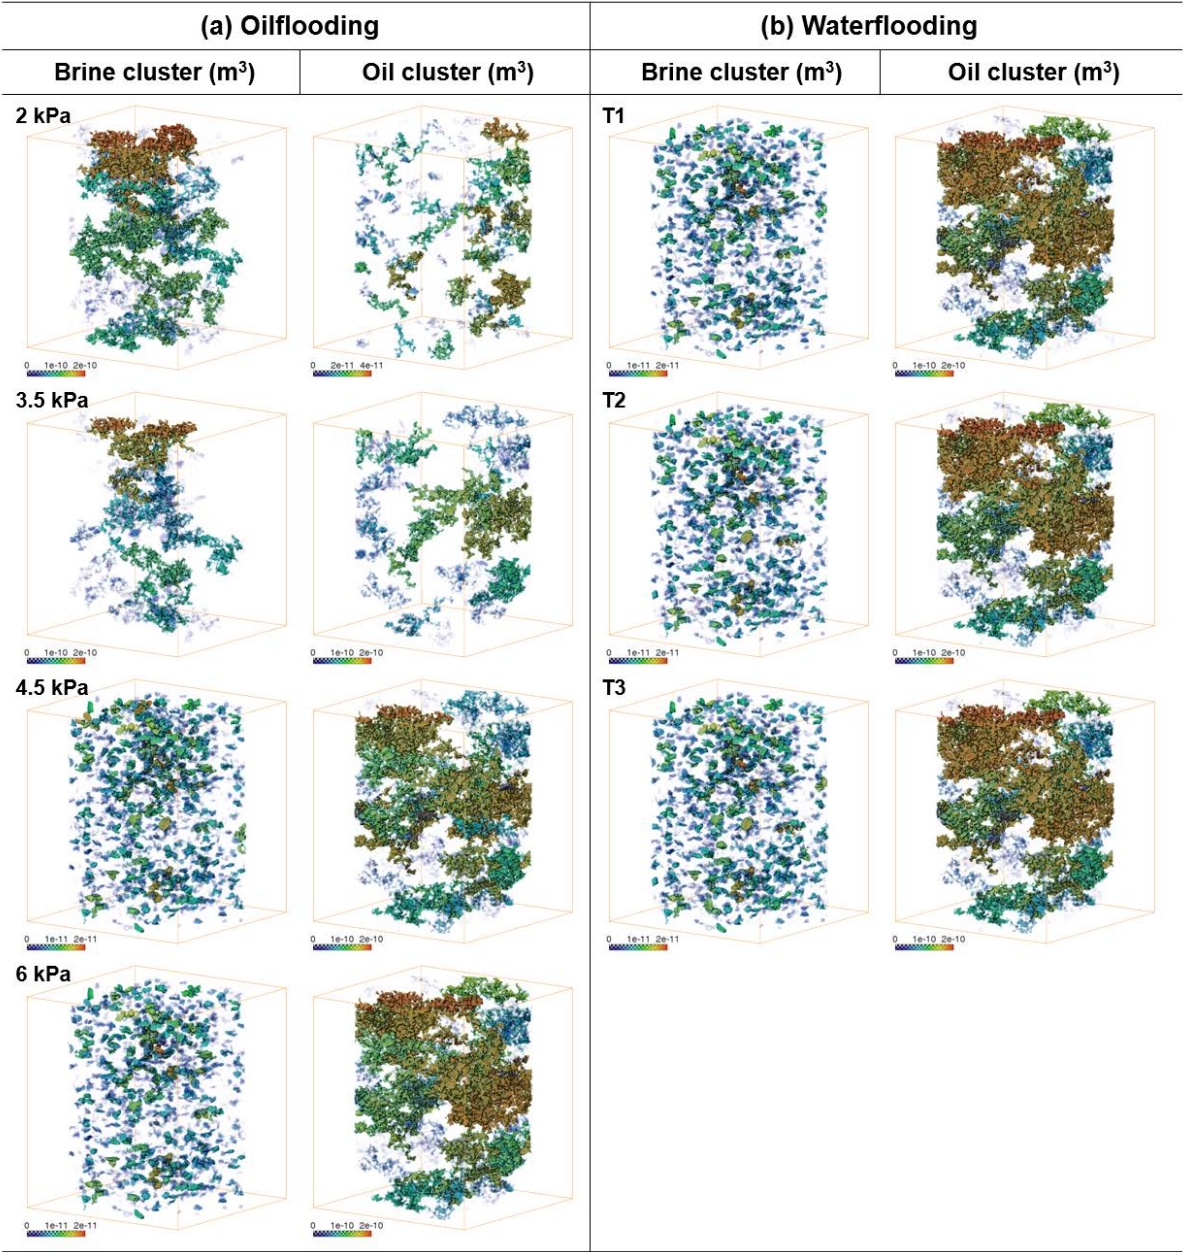 (a) Oilflooding (b) Waterflooding
Brine cluster (m³) Oil cluster (m³) Brine cluster (m³) Oil cluster (m³)
2 kPa T1
0 1e-10 2e-10 0 2e-11 4e-11 0 1e-11 2e-11 0 1e-10 2e-10
3.5 kPa T2
0 1e-10 2e-10 0 1e-10 2e-10 0 1e-11 2e-11 0 1e-10 2e-10
4.5 kPa T3
0 1e-11 2e-11 0 1e-10 2e-10 0 1e-11 2e-11 0 1e-10 2e-10
6 kPa
0 1e-11 2e-11 0 1e-10 2e-10